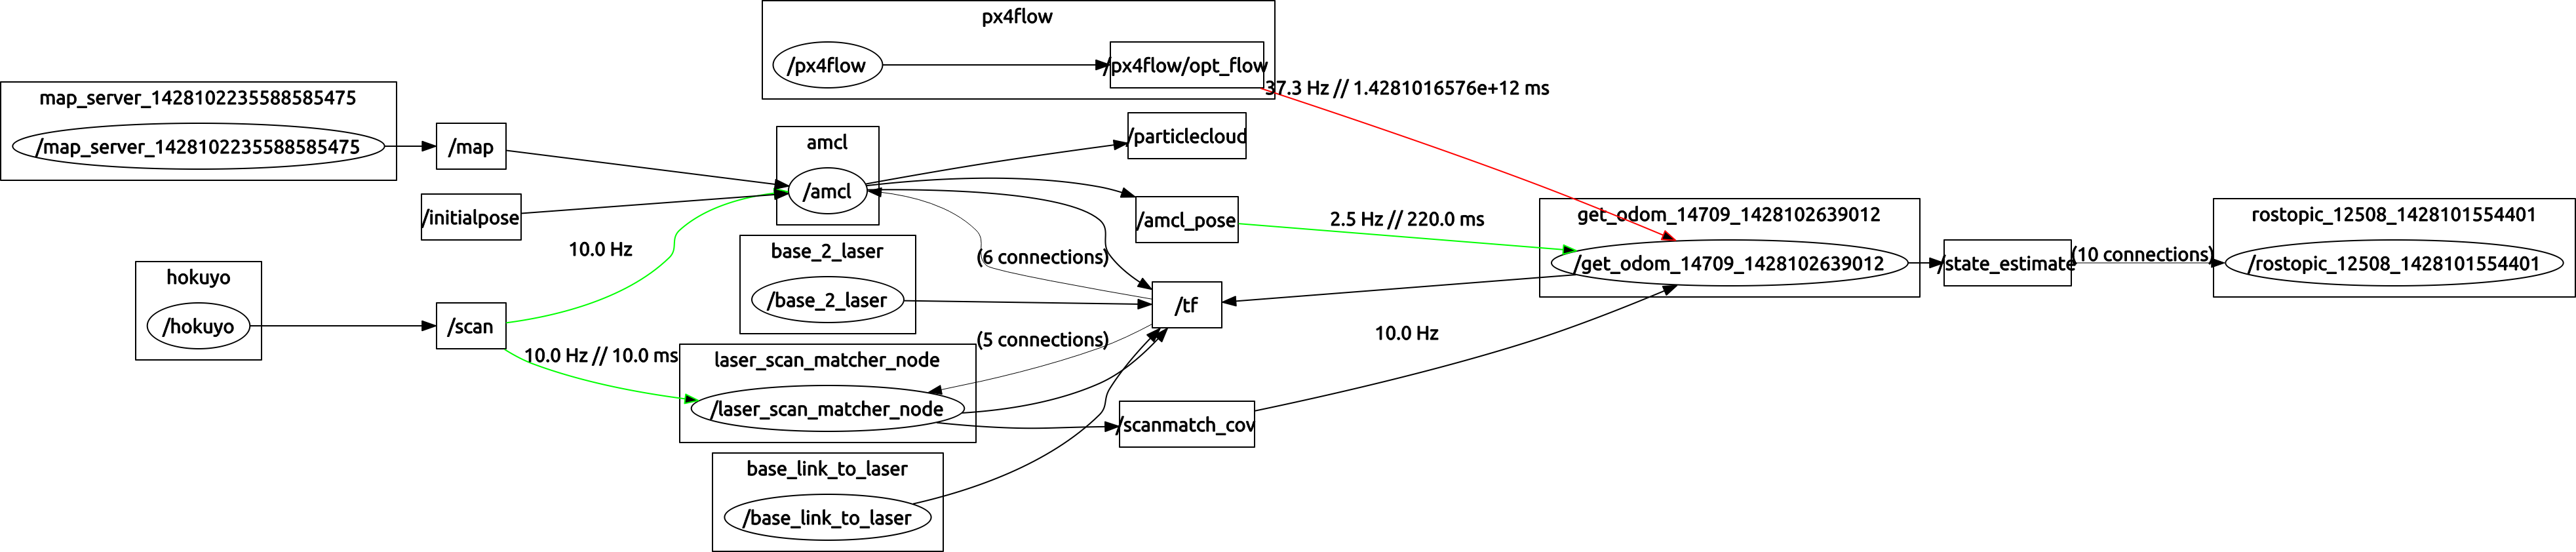 px4flow
/px4flow
/px4flow/opt_flow
37.3 Hz // 1.4281016576e+12 ms
map_server_1428102235588585475
/map_server_1428102235588585475
/map
/initialpose
amcl
/amcl
/particlecloud
/amcl_pose
2.5 Hz // 220.0 ms
get_odom_14709_1428102639012
/get_odom_14709_1428102639012
/state_estimate
(10 connections)
rostopic_12508_1428101554401
/rostopic_12508_1428101554401
10.0 Hz
base_2_laser
/base_2_laser
(6 connections)
/tf
hokuyo
/hokuyo
/scan
10.0 Hz // 10.0 ms
(5 connections)
10.0 Hz
laser_scan_matcher_node
/laser_scan_matcher_node
/scanmatch_cov
base_link_to_laser
/base_link_to_laser